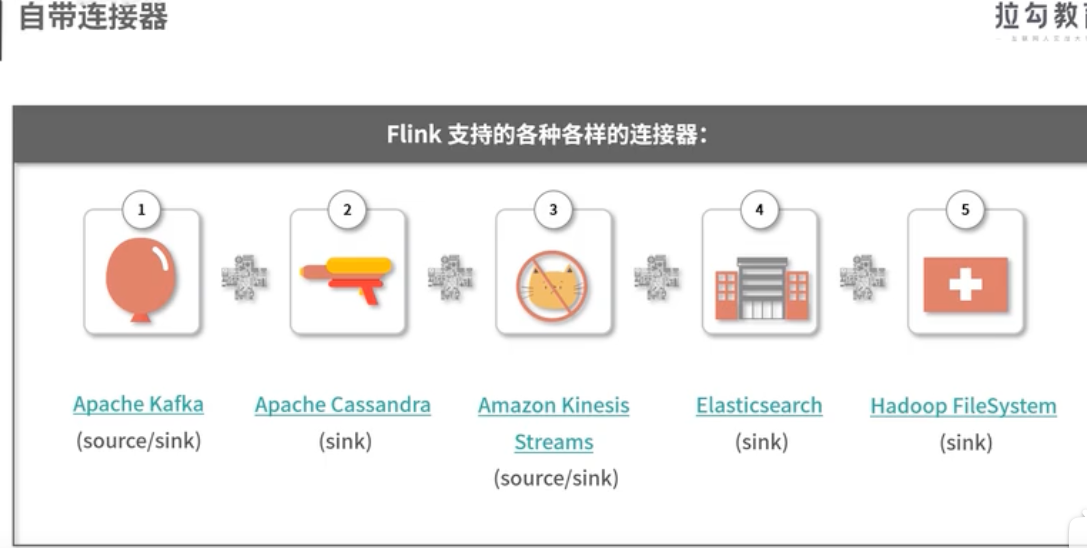 自带连接器
拉勾教育
Flink 支持的各种各样的连接器：
1
2
3
4
5
Apache Kafka
(source/sink)
Apache Cassandra
(sink)
Amazon Kinesis
Streams
(source/sink)
Elasticsearch
(sink)
Hadoop FileSystem
(sink)